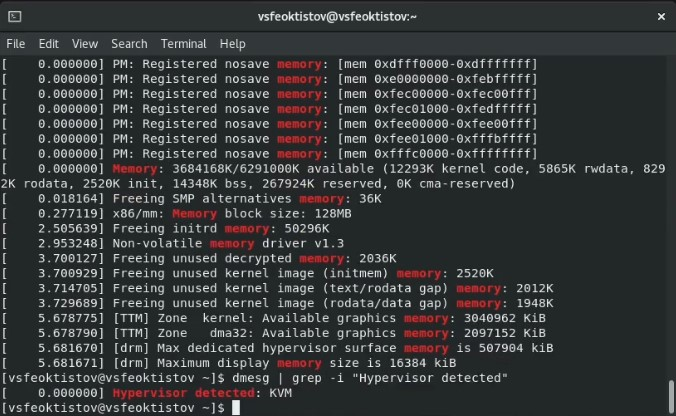 vsfeoktistov@vsfeoktistov:~
File Edit View Search Terminal Help
[    0.000000] PM: Registered nosave memory: [mem 0xdfff0000-0xdfffffff]
[    0.000000] PM: Registered nosave memory: [mem 0xe0000000-0xfebfffff]
[    0.000000] PM: Registered nosave memory: [mem 0xfec00000-0xfec00fff]
[    0.000000] PM: Registered nosave memory: [mem 0xfec01000-0xfedfffff]
[    0.000000] PM: Registered nosave memory: [mem 0xfee00000-0xfee00fff]
[    0.000000] PM: Registered nosave memory: [mem 0xfee01000-0xfffbffff]
[    0.000000] PM: Registered nosave memory: [mem 0xfffc0000-0xffffffff]
[    0.000000] Memory: 3684168K/6291000K available (12293K kernel code, 5865K rwdata, 829
2K rodata, 2520K init, 14348K bss, 267924K reserved, 0K cma-reserved)
[    0.018164] Freeing SMP alternatives memory: 36K
[    0.277119] x86/mm: Memory block size: 128MB
[    2.505639] Freeing initrd memory: 50296K
[    2.953248] Non-volatile memory driver v1.3
[    3.700127] Freeing unused decrypted memory: 2036K
[    3.700929] Freeing unused kernel image (initmem) memory: 2520K
[    3.714705] Freeing unused kernel image (text/rodata gap) memory: 2012K
[    3.729689] Freeing unused kernel image (rodata/data gap) memory: 1948K
[    5.678775] [TTM] Zone  kernel: Available graphics memory: 3040962 KiB
[    5.678790] [TTM] Zone   dma32: Available graphics memory: 2097152 KiB
[    5.681670] [drm] Max dedicated hypervisor surface memory is 507904 kiB
[    5.681671] [drm] Maximum display memory size is 16384 kiB
[vsfeoktistov@vsfeoktistov ~]$ dmesg | grep -i "Hypervisor detected"
[    0.000000] Hypervisor detected: KVM
[vsfeoktistov@vsfeoktistov ~]$